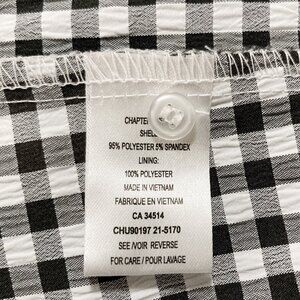 CHAPTE
SHELL
95% POLYESTER 5% SPANDEX
LINING:
100% POLYESTER
MADE IN VIETNAM
FABRIQUE EN VIETNAM
CA 34514
CHU90197 21-5170
SEE /VOIR REVERSE
FOR CARE / POUR LAVAGE